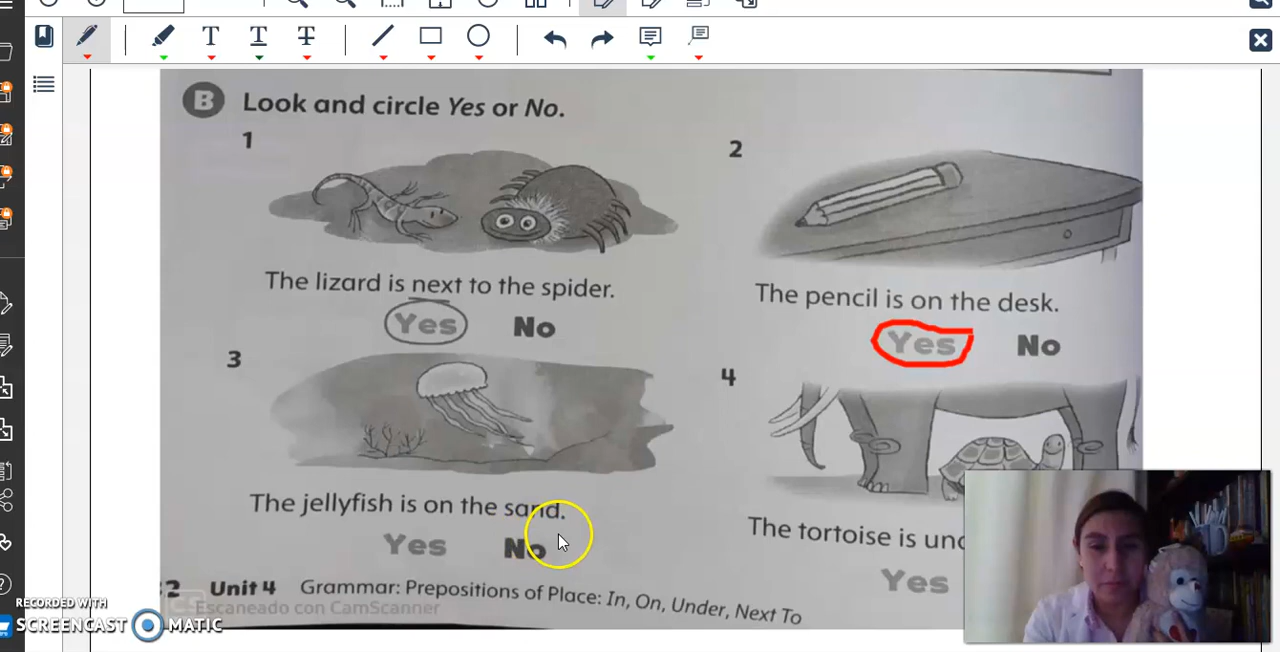 B Look and circle Yes or No.
1
2
The lizard is next to the spider.
The pencil is on the desk.
Yes No
Yes No
3
4
The jellyfish is on the sand.
The tortoise is
Yes No
Yes
Unit 4 Grammar: Prepositions of Place: In, On, Under, Next To
CS Escaneado con CamScanner
RECORDED WITH
SCREENCAST MATIC